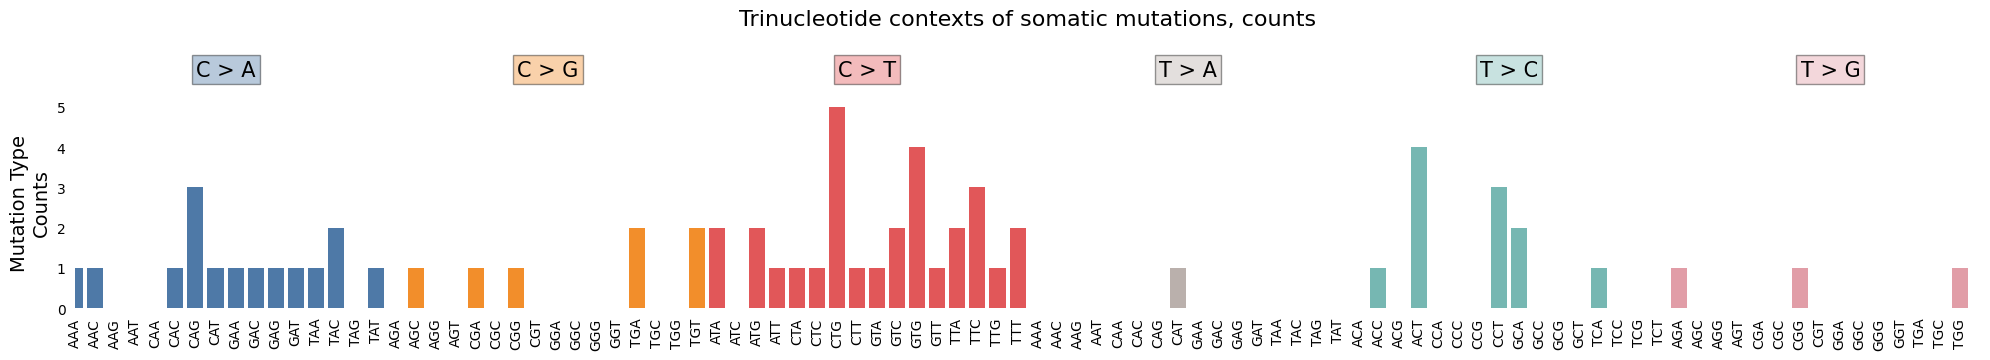 Trinucleotide contexts of somatic mutations, counts
C > A C > G C > T T > A T > C T > G
Mutation Type
Counts
5
4
3
2
1
0
AAA AAC AAG AAT CAA CAC CAG CAT GAA GAC GAG GAT TAA TAC TAG TAT AGA AGC AGG AGT CGA CGC CGG CGT GGA GGC GGG GGT TGA TGC TGG TGT ATA ATC ATG ATT CTA CTC CTG CTT GTA GTC GTG GTT TTA TTC TTG TTT AAA AAC AAG AAT CAA CAC CAG CAT GAA GAC GAG GAT TAA TAC TAG TAT ACA ACC ACG ACT CCA CCC CCG CCT GCA GCC GCG GCT TCA TCC TCG TCT AGA AGC AGG AGT CGA CGC CGG CGT GGA GGC GGG GGT TGA TGC TGG